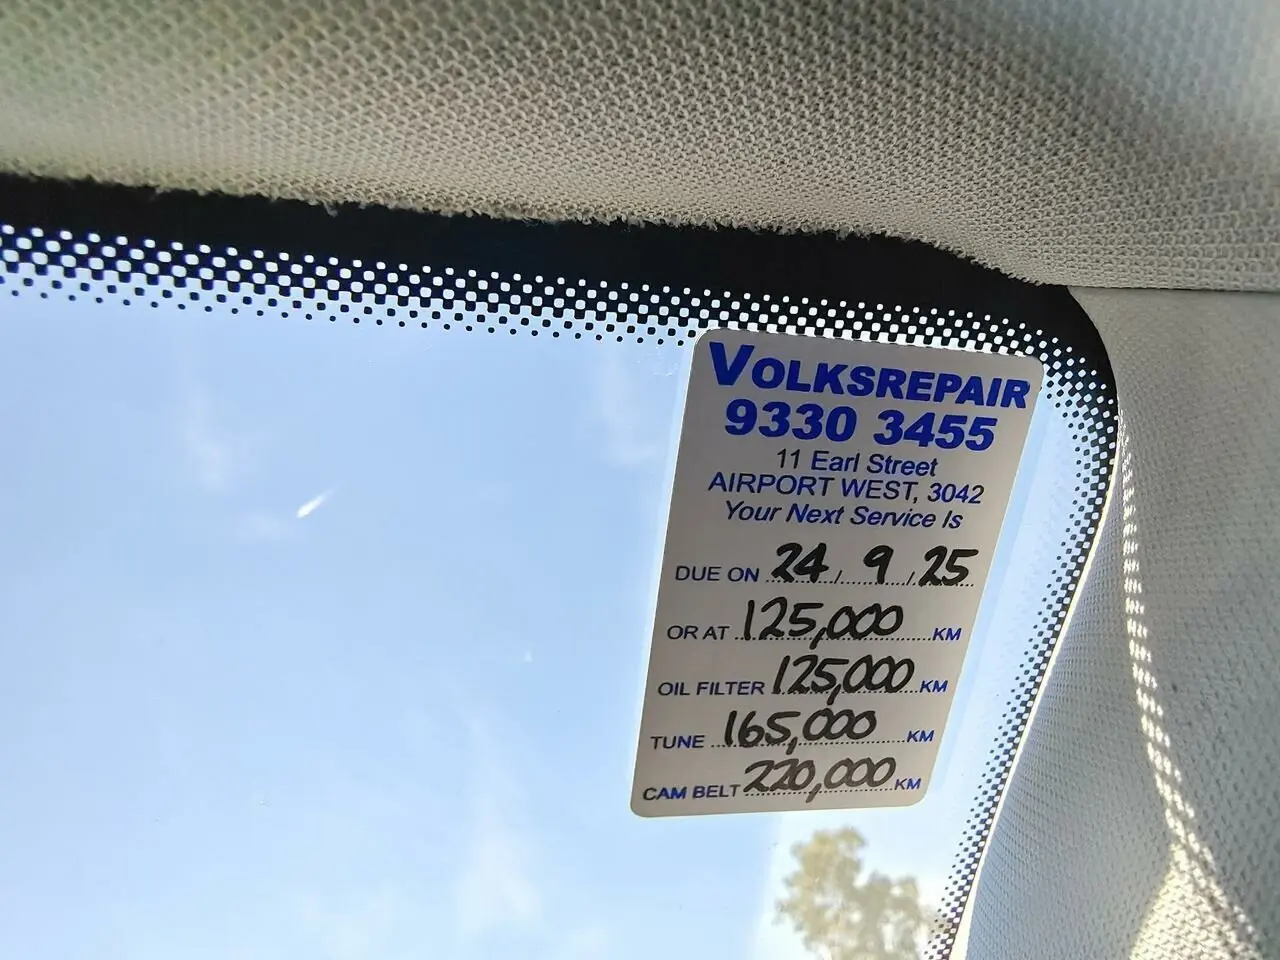 VOLKSREPAIR
9330 3455
11 Earl Street
AIRPORT WEST, 3042
Your Next Service Is
DUE ON 24 / 9 / 25
OR AT 125,000 KM
OIL FILTER 125,000 KM
TUNE 165,000 KM
CAM BELT 220,000 KM